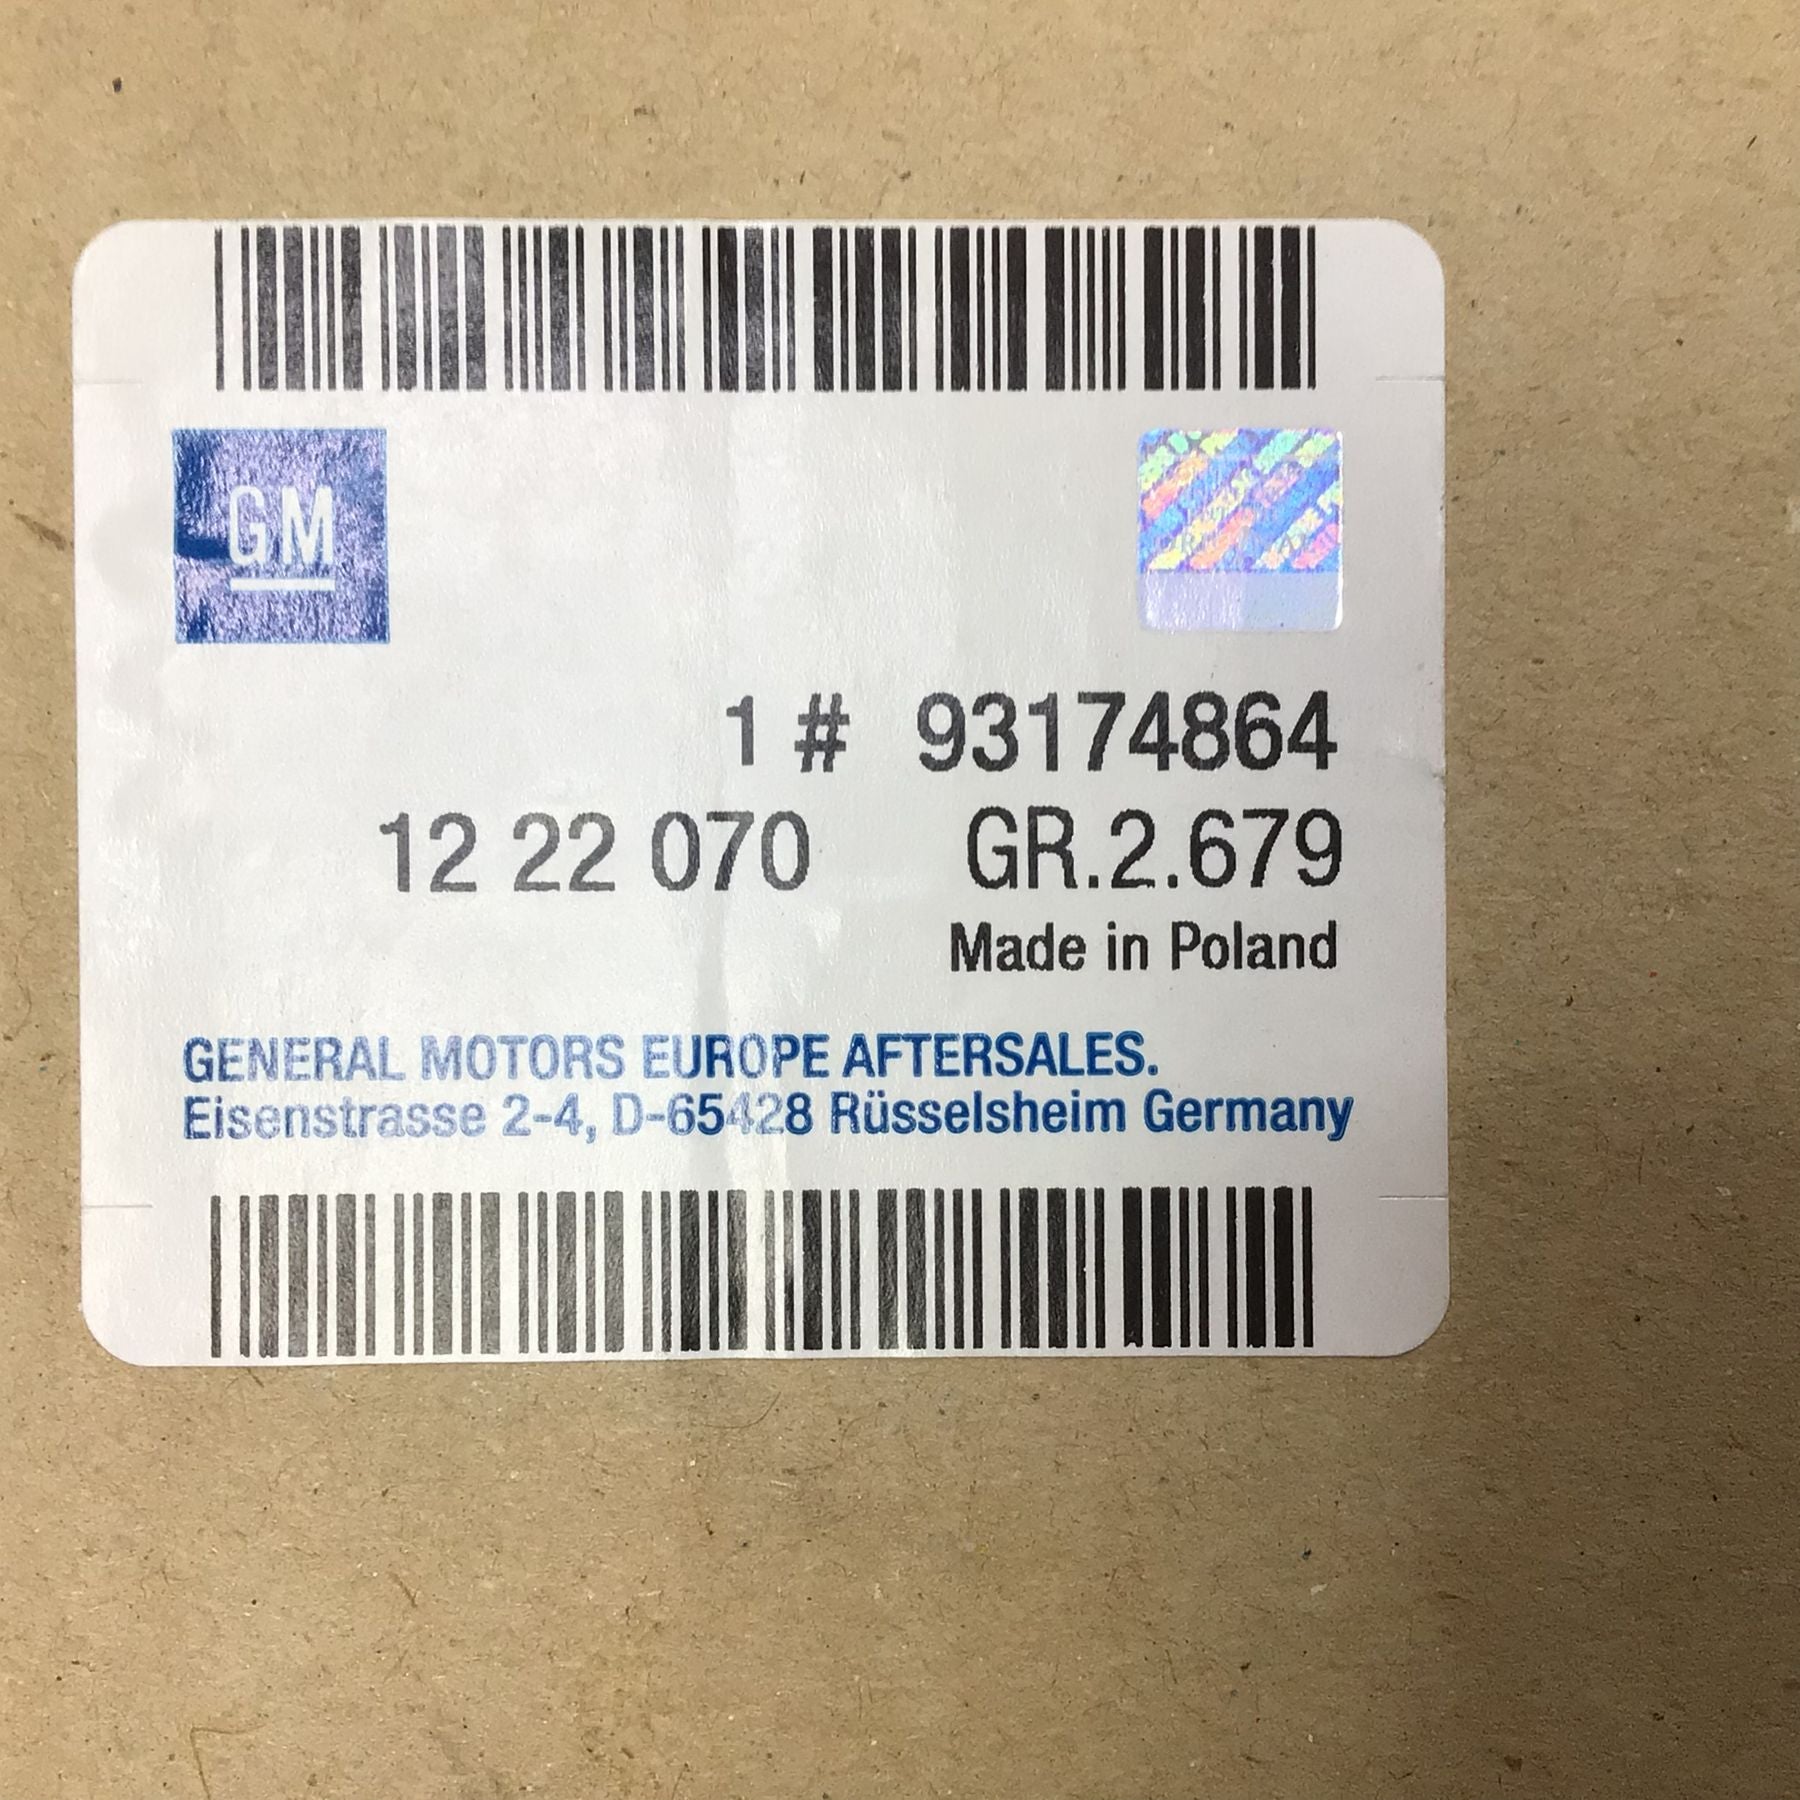 GM
1 # 93174864
12 22 070 GR.2.679
Made in Poland
GENERAL MOTORS EUROPE AFTERSALES.
Eisenstrasse 2-4, D-65428 Rüsselsheim Germany